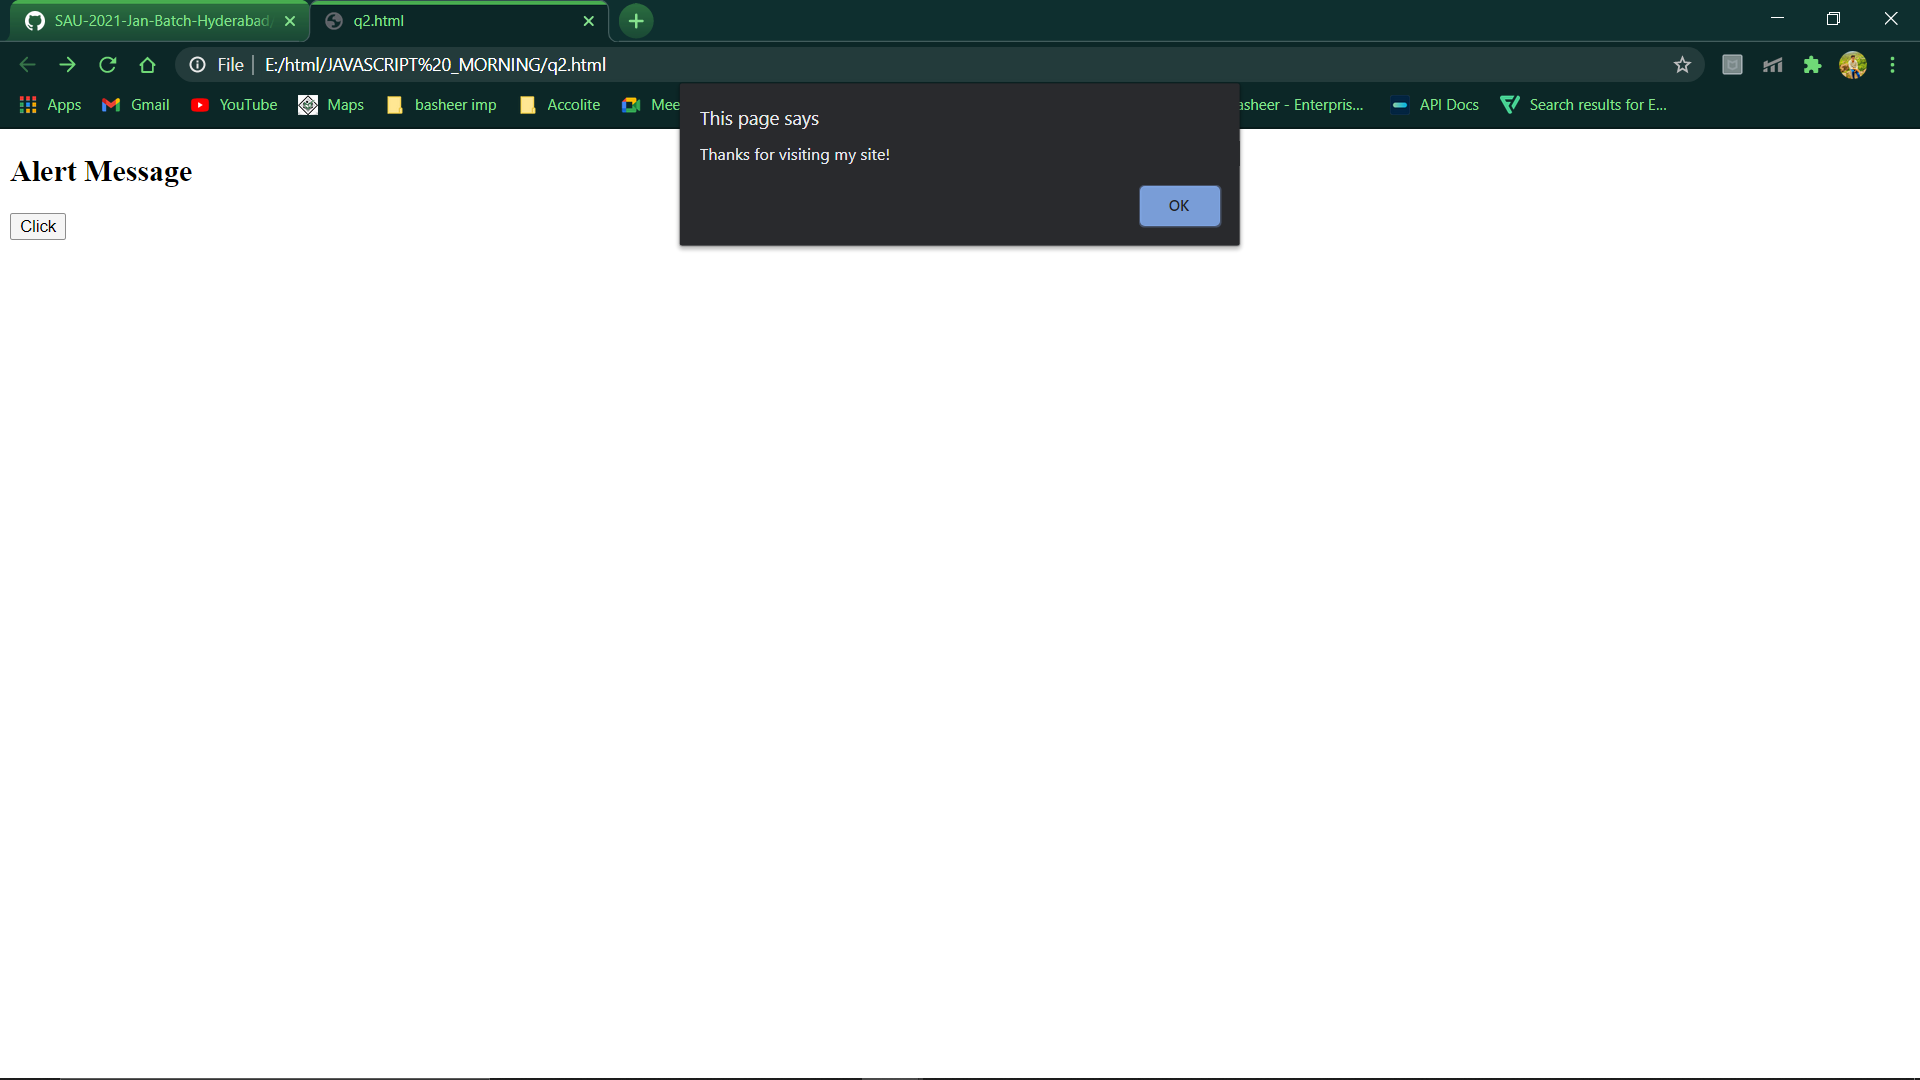 SAU-2021-Jan-Batch-Hyderabad
q2.html
File
E:/html/JAVASCRIPT%20_MORNING/q2.html
Apps
Gmail
YouTube
Maps
basheer imp
Accolite
asheer - Enterpris...
API Docs
Search results for E...
This page says
Thanks for visiting my site!
OK
Alert Message
Click